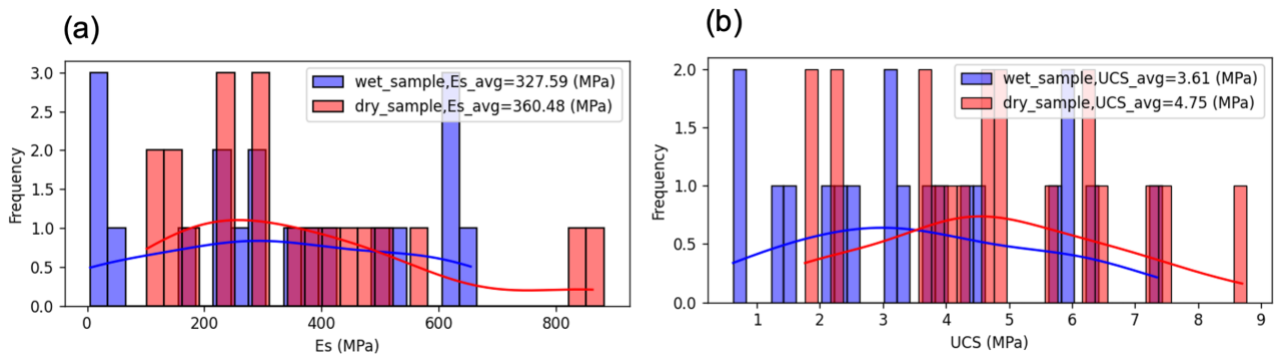 (a)
3.0
2.5
2.0
1.5
1.0
0.5
0.0
Frequency
0
200
400
600
800
Es (MPa)
wet_sample,Es_avg=327.59 (MPa)
dry_sample,Es_avg=360.48 (MPa)
(b)
2.0
1.5
1.0
0.5
0.0
Frequency
1
2
3
4
5
6
7
8
9
UCS (MPa)
wet_sample,UCS_avg=3.61 (MPa)
dry_sample,UCS_avg=4.75 (MPa)